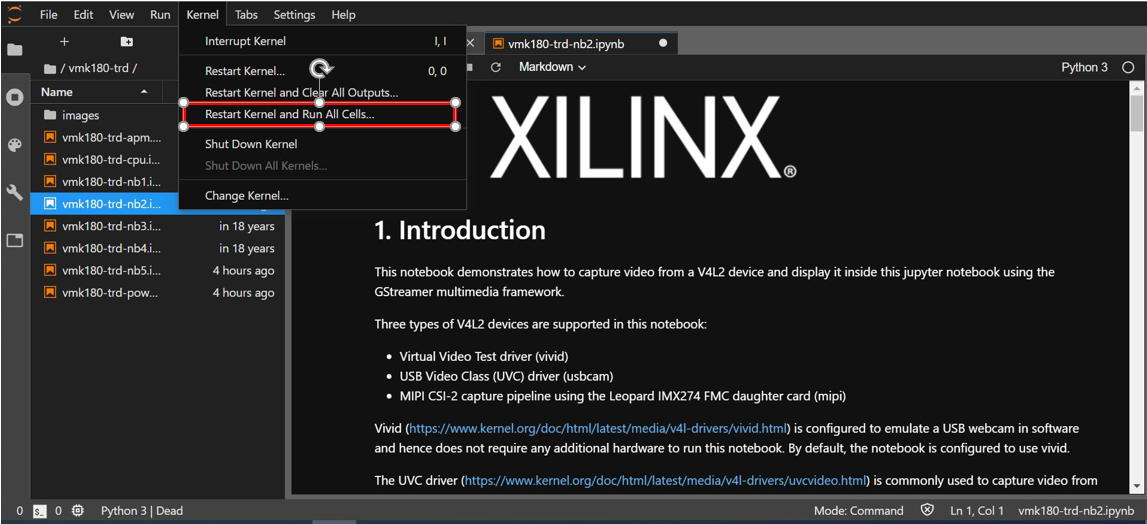 File Edit View Run Kernel Tabs Settings Help
Interrupt Kernel I, I
Restart Kernel... 0, 0
Restart Kernel and Clear All Outputs...
Restart Kernel and Run All Cells...
Shut Down Kernel
Shut Down All Kernels...
Change Kernel...
/ vmk180-trd /
Name
images
vmk180-trd-apm....
vmk180-trd-cpu.i...
vmk180-trd-nb1.i...
vmk180-trd-nb2.i...
vmk180-trd-nb3.i... in 18 years
vmk180-trd-nb4.i... in 18 years
vmk180-trd-nb5.i... 4 hours ago
vmk180-trd-pow... 4 hours ago
vmk180-trd-nb2.ipynb
Markdown Python 3
XILINX®
1. Introduction
This notebook demonstrates how to capture video from a V4L2 device and display it inside this jupyter notebook using the
GStreamer multimedia framework.
Three types of V4L2 devices are supported in this notebook:
• Virtual Video Test driver (vivid)
• USB Video Class (UVC) driver (usbcam)
• MIPI CSI-2 capture pipeline using the Leopard IMX274 FMC daughter card (mipi)
Vivid (https://www.kernel.org/doc/html/latest/media/v4l-drivers/vivid.html) is configured to emulate a USB webcam in software
and hence does not require any additional hardware to run this notebook. By default, the notebook is configured to use vivid.
The UVC driver (https://www.kernel.org/doc/html/latest/media/v4l-drivers/uvcvideo.html) is commonly used to capture video from
0 $_ 0 Python 3 | Dead Mode: Command Ln 1, Col 1 vmk180-trd-nb2.ipynb